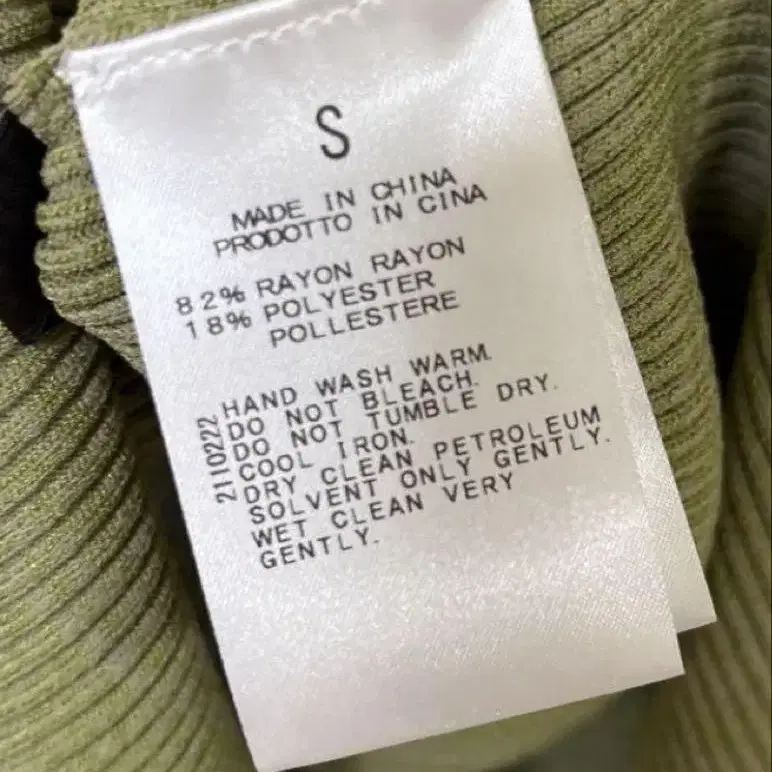 S
MADE IN CHINA
PRODOTTO IN CINA
82% RAYON RAYON
18% POLYESTER
POLLESTERE
2110222
HAND WASH WARM.
DO NOT BLEACH.
DO NOT TUMBLE DRY.
COOL IRON.
DRY CLEAN PETROLEUM
SOLVENT ONLY GENTLY.
WET CLEAN VERY
GENTLY.